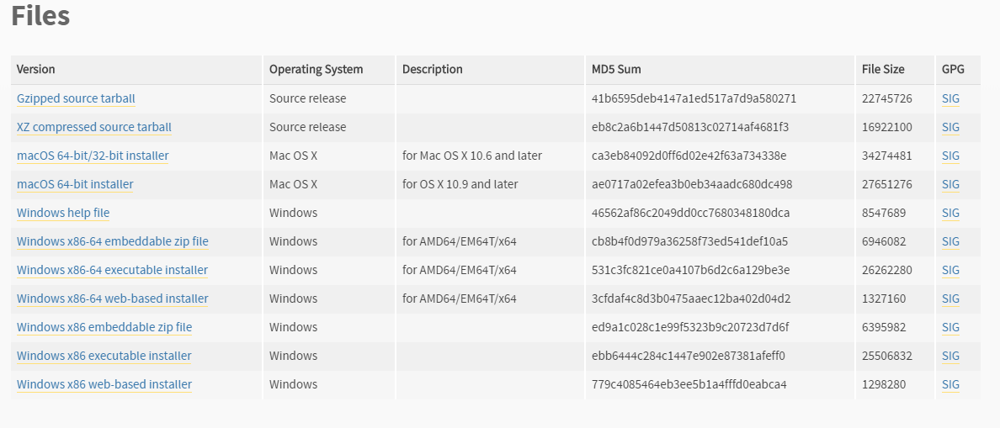 Files
Version Operating System Description MD5 Sum File Size GPG
Gzipped source tarball Source release 41b6595deb4147a1ed517a7d9a580271 22745726 SIG
XZ compressed source tarball Source release eb8c2a6b1447d50813c02714af4681f3 16922100 SIG
macOS 64-bit/32-bit installer Mac OS X for Mac OS X 10.6 and later ca3eb84092d0ff6d02e42f63a734338e 34274481 SIG
macOS 64-bit installer Mac OS X for OS X 10.9 and later ae0717a02efea3b0eb34aadc680dc498 27651276 SIG
Windows help file Windows 46562af86c2049dd0cc7680348180dca 8547689 SIG
Windows x86-64 embeddable zip file Windows for AMD64/EM64T/x64 cb8b4f0d979a36258f73ed541def10a5 6946082 SIG
Windows x86-64 executable installer Windows for AMD64/EM64T/x64 531c3fc821ce0a4107b6d2c6a129be3e 26262280 SIG
Windows x86-64 web-based installer Windows for AMD64/EM64T/x64 3cfdaf4c8d3b0475aaec12ba402d04d2 1327160 SIG
Windows x86 embeddable zip file Windows ed9a1c028c1e99f5323b9c20723d7d6f 6395982 SIG
Windows x86 executable installer Windows ebb6444c284c1447e902e87381afeff0 25506832 SIG
Windows x86 web-based installer Windows 779c4085464eb3ee5b1a4fffd0eabca4 1298280 SIG